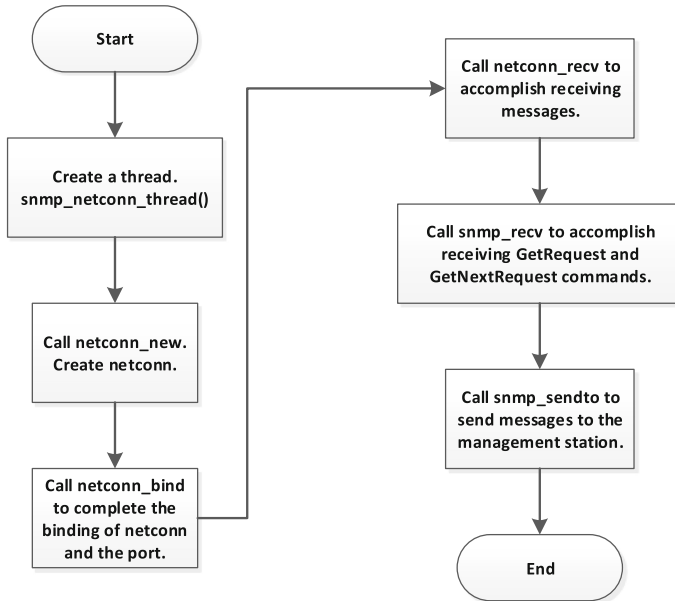 Start
Create a thread.
snmp_netconn_thread()
Call netconn_new.
Create netconn.
Call netconn_bind
to complete the
binding of netconn
and the port.
Call netconn_recv to
accomplish receiving
messages.
Call snmp_recv to accomplish
receiving GetRequest and
GetNextRequest commands.
Call snmp_sendto to
send messages to the
management station.
End